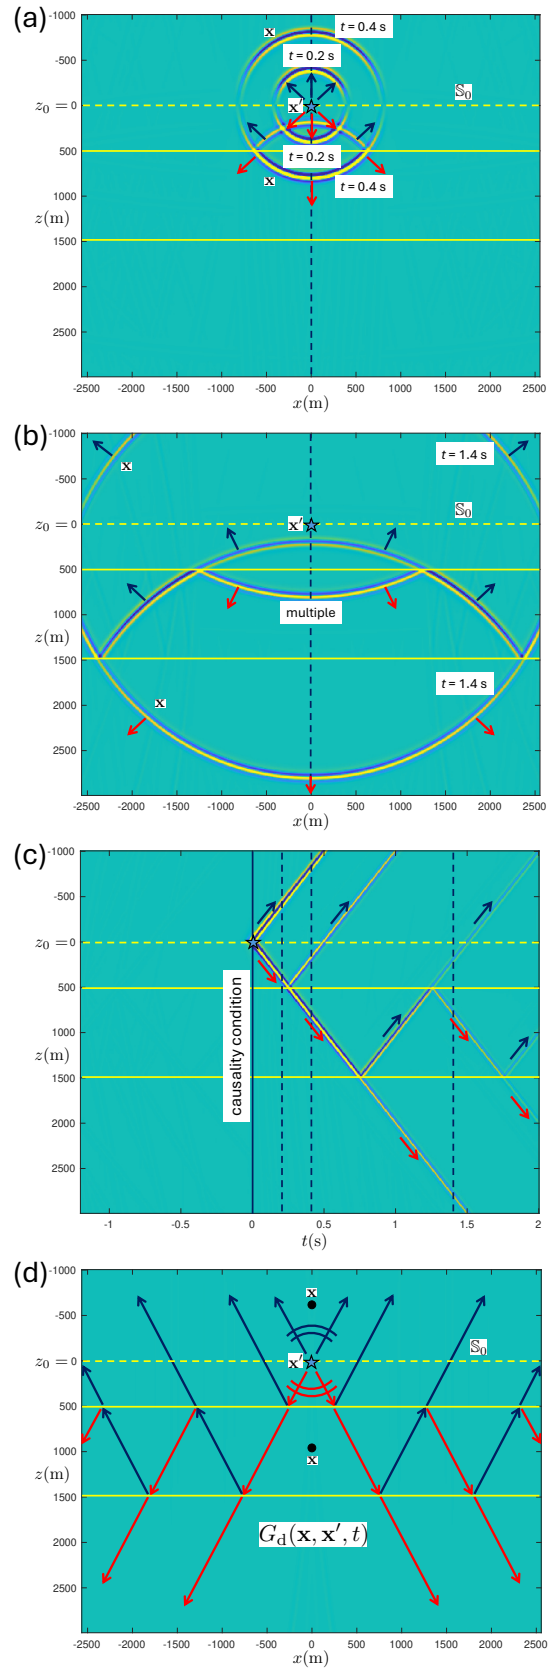 (a)
-1000
x
t = 0.4 s
-500
t = 0.2 s
𝕊₀
z₀ = 0
x′
500
t = 0.2 s
x
t = 0.4 s
1000
z(m)
1500
2000
2500
-2500 -2000 -1500 -1000 -500 0 500 1000 1500 2000 2500
x(m)
(b)
-1000
t = 1.4 s
x
-500
𝕊₀
z₀ = 0
x′
500
multiple
1000
z(m)
1500
t = 1.4 s
x
2000
2500
-2500 -2000 -1500 -1000 -500 0 500 1000 1500 2000 2500
x(m)
(c)
-1000
-500
z₀ = 0
500
causality condition
1000
z(m)
1500
2000
2500
-1 -0.5 0 0.5 1 1.5 2
t(s)
(d)
-1000
x
-500
𝕊₀
z₀ = 0
x′
500
1000
x
z(m)
1500
G_d(x, x′, t)
2000
2500
-2500 -2000 -1500 -1000 -500 0 500 1000 1500 2000 2500
x(m)